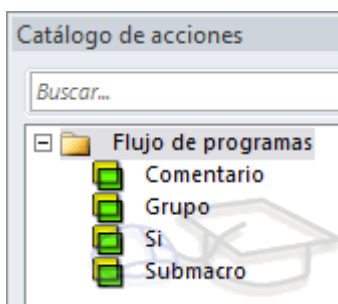 Catálogo de acciones
Buscar...
Flujo de programas
Comentario
Grupo
Si
Submacro